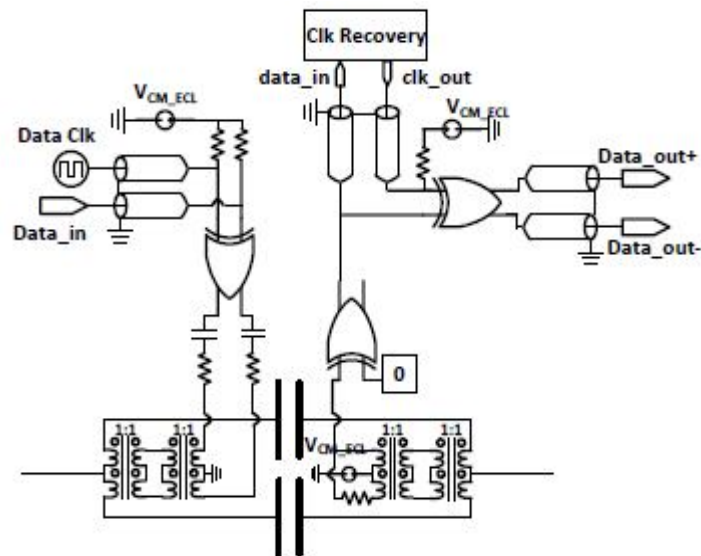 Clk Recovery
data_in
clk_out
V_CM_ECL
V_CM_ECL
Data Clk
Data_in
Data_out+
Data_out-
0
1:1
1:1
V_CM_ECL
1:1
1:1